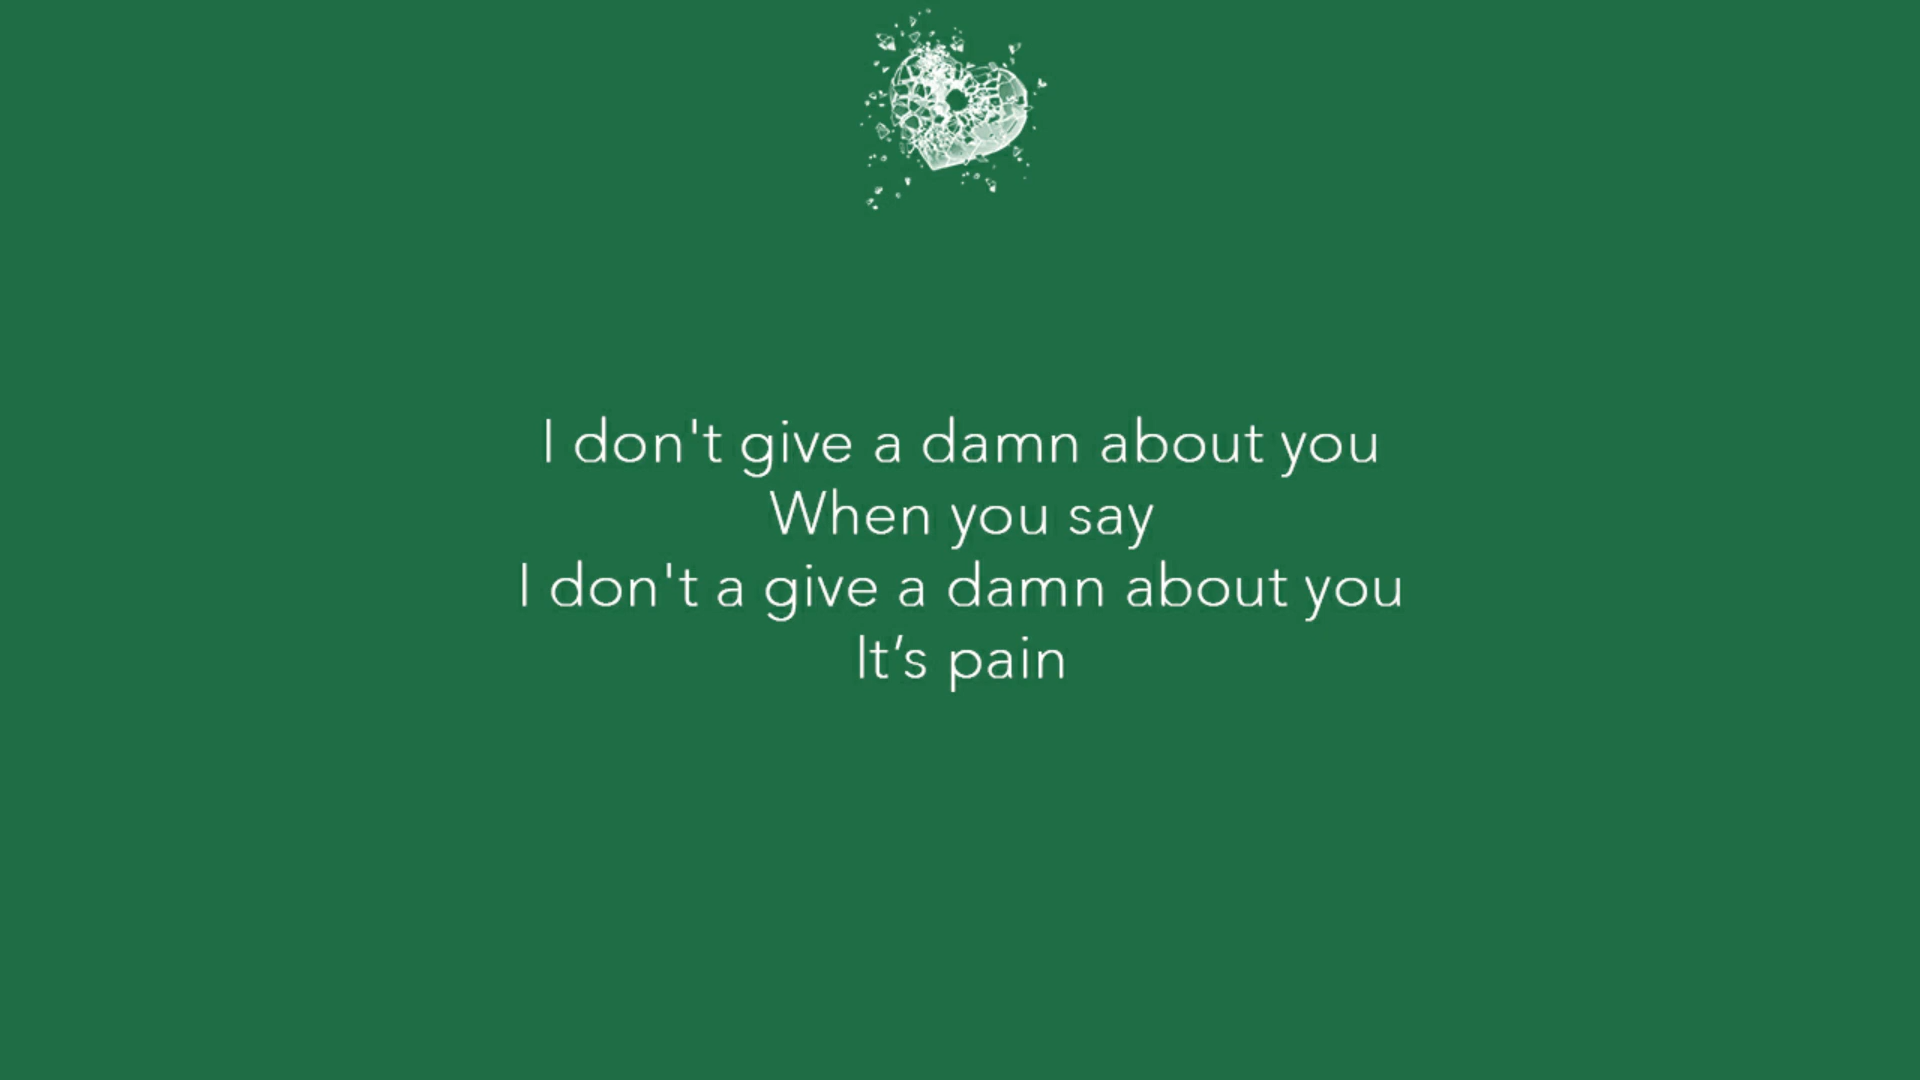 I don't give a damn about you
When you say
I don't a give a damn about you
It’s pain